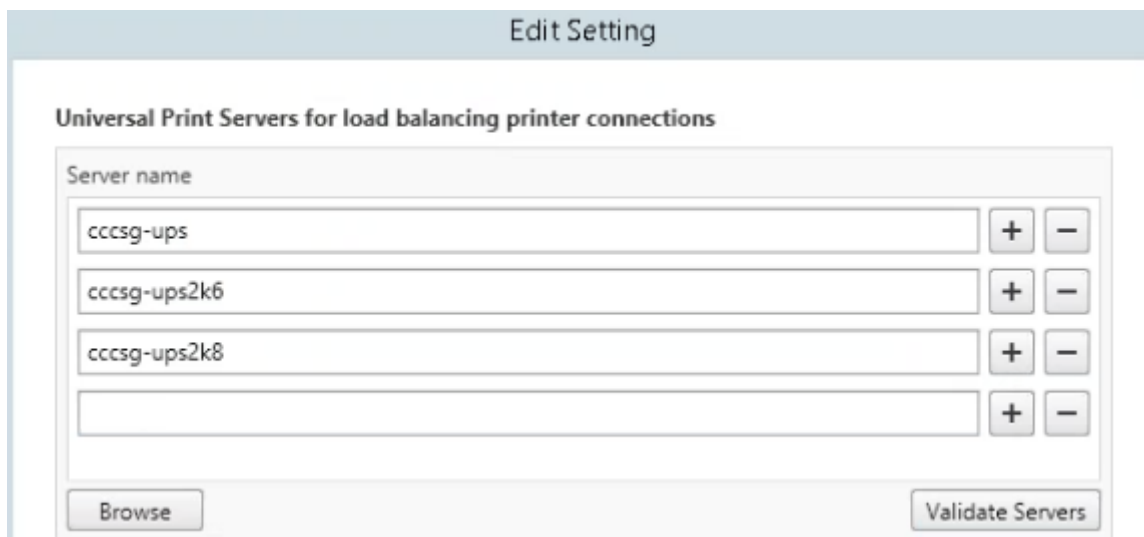 Edit Setting
Universal Print Servers for load balancing printer connections
Server name
cccsg-ups + −
cccsg-ups2k6 + −
cccsg-ups2k8 + −
+ −
Browse Validate Servers